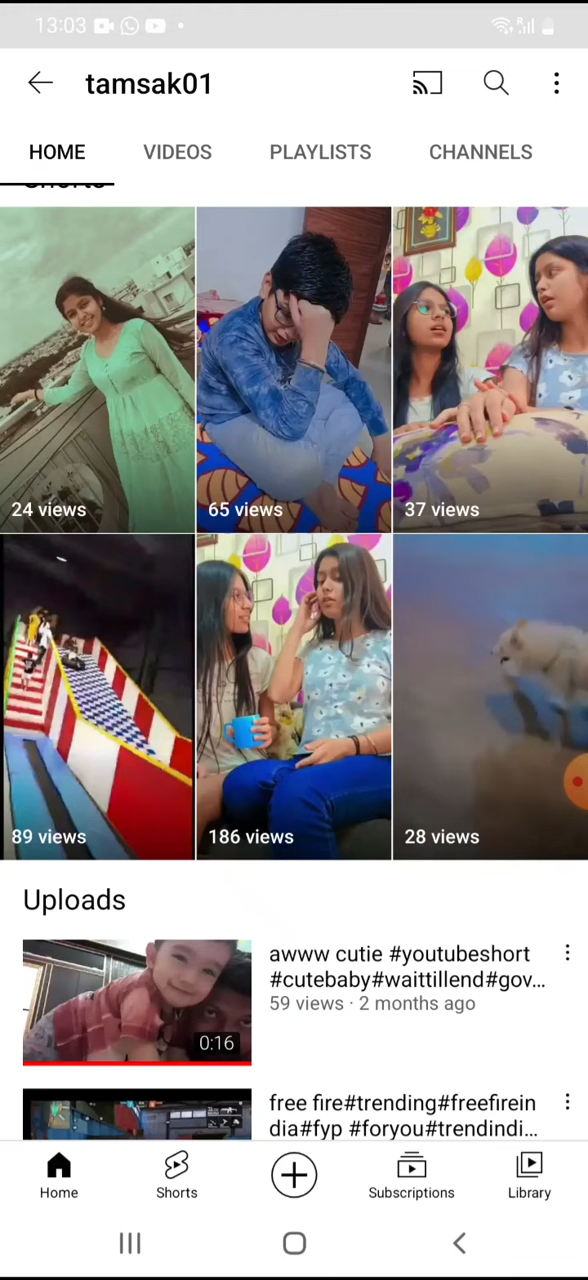 13:03
tamsak01
HOME VIDEOS PLAYLISTS CHANNELS
Shorts
24 views
65 views
37 views
89 views
186 views
28 views
Uploads
awww cutie #youtubeshort
#cutebaby#waittillend#gov...
59 views · 2 months ago
0:16
free fire#trending#freefirein
dia#fyp #foryou#trendindi...
Home Shorts Subscriptions Library